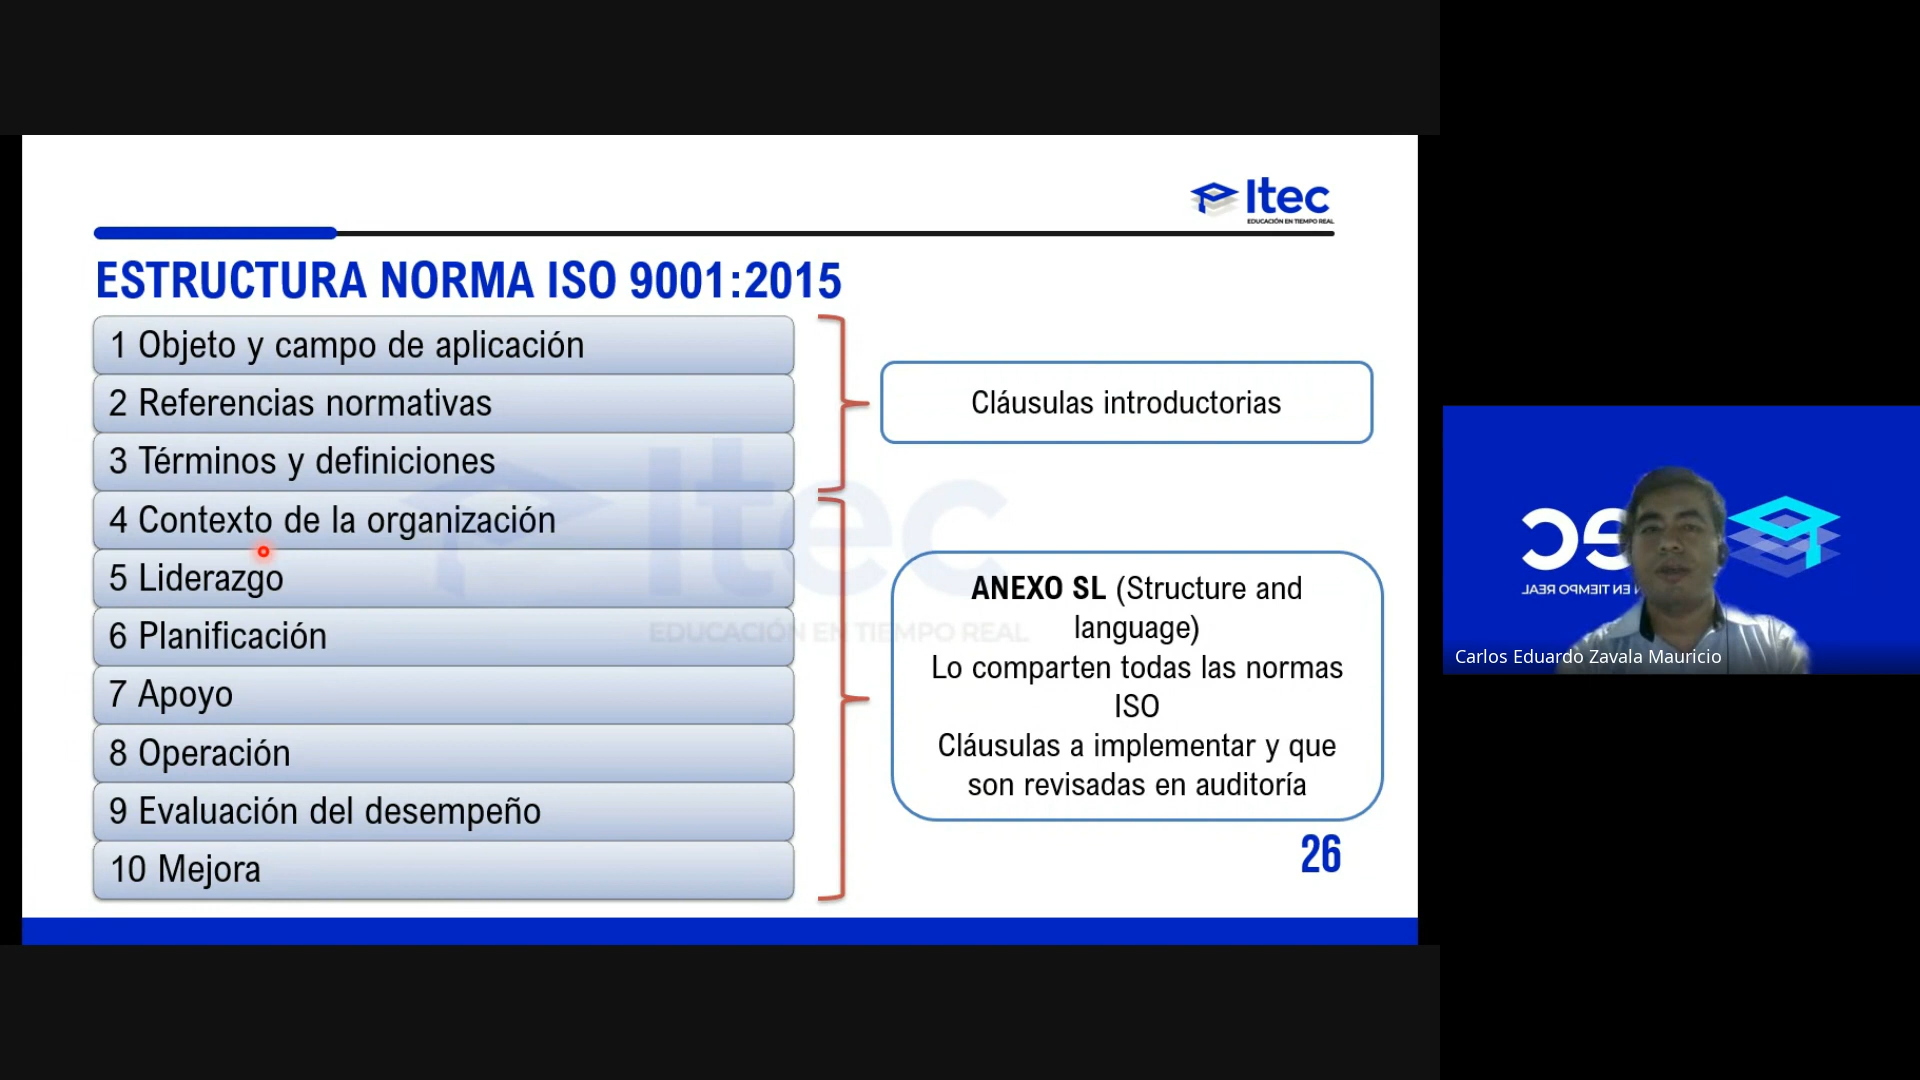 Itec
EDUCACIÓN EN TIEMPO REAL
ESTRUCTURA NORMA ISO 9001:2015
1 Objeto y campo de aplicación
2 Referencias normativas
3 Términos y definiciones
4 Contexto de la organización
5 Liderazgo
6 Planificación
7 Apoyo
8 Operación
9 Evaluación del desempeño
10 Mejora
Cláusulas introductorias
ANEXO SL (Structure and
language)
Lo comparten todas las normas
ISO
Cláusulas a implementar y que
son revisadas en auditoría
26
Itec
EDUCACIÓN EN TIEMPO REAL
EN TIEMPO REAL
Carlos Eduardo Zavala Mauricio